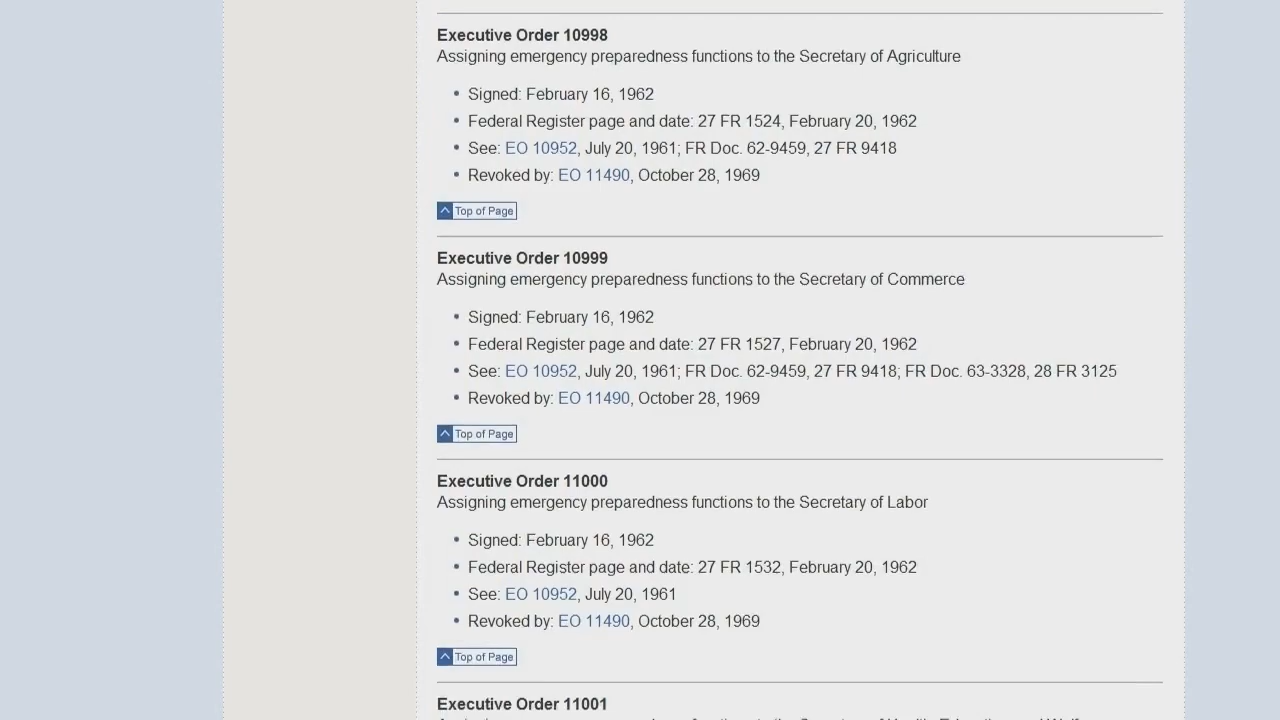 Executive Order 10998
Assigning emergency preparedness functions to the Secretary of Agriculture
Signed: February 16, 1962
Federal Register page and date: 27 FR 1524, February 20, 1962
See: EO 10952, July 20, 1961; FR Doc. 62-9459, 27 FR 9418
Revoked by: EO 11490, October 28, 1969
Top of Page
Executive Order 10999
Assigning emergency preparedness functions to the Secretary of Commerce
Signed: February 16, 1962
Federal Register page and date: 27 FR 1527, February 20, 1962
See: EO 10952, July 20, 1961; FR Doc. 62-9459, 27 FR 9418; FR Doc. 63-3328, 28 FR 3125
Revoked by: EO 11490, October 28, 1969
Top of Page
Executive Order 11000
Assigning emergency preparedness functions to the Secretary of Labor
Signed: February 16, 1962
Federal Register page and date: 27 FR 1532, February 20, 1962
See: EO 10952, July 20, 1961
Revoked by: EO 11490, October 28, 1969
Top of Page
Executive Order 11001